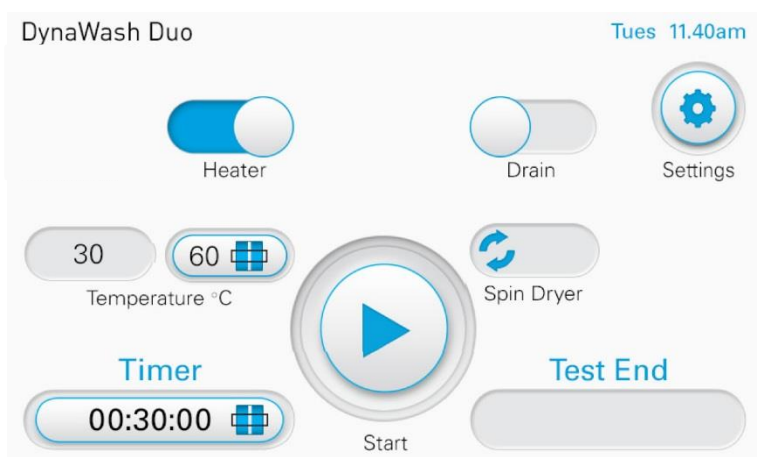 DynaWash Duo
Tues 11.40am
Heater
Drain
Settings
30
60
Temperature °C
Spin Dryer
Timer
Test End
00:30:00
Start